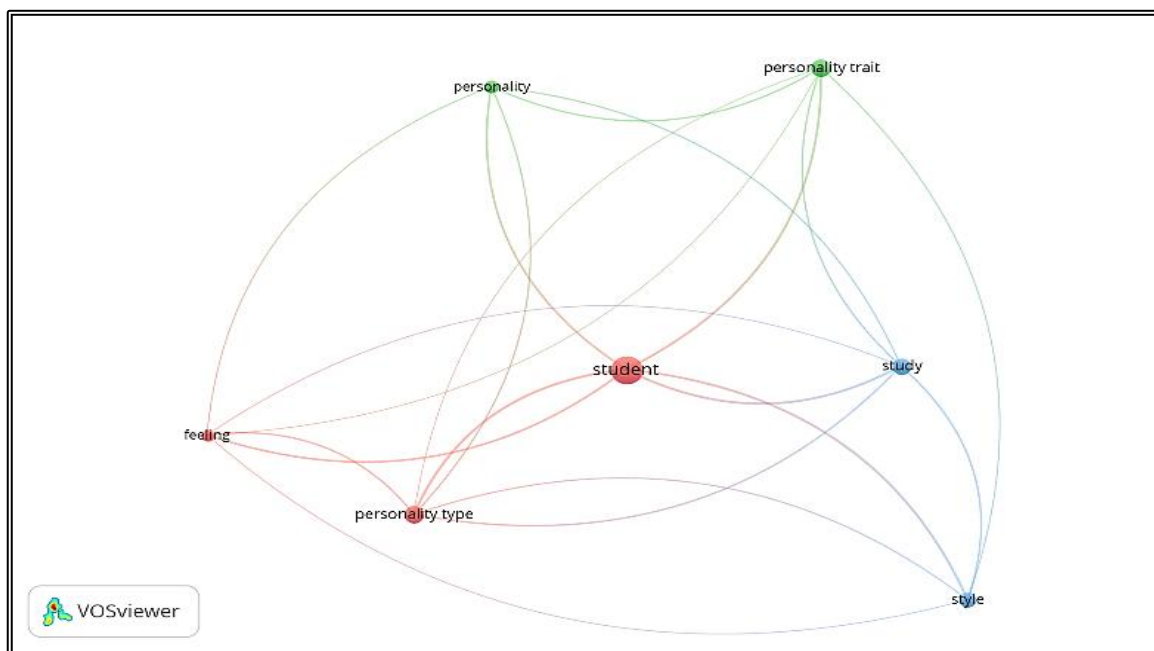 personality trait
personality
student
study
feeling
personality type
style
VOSviewer